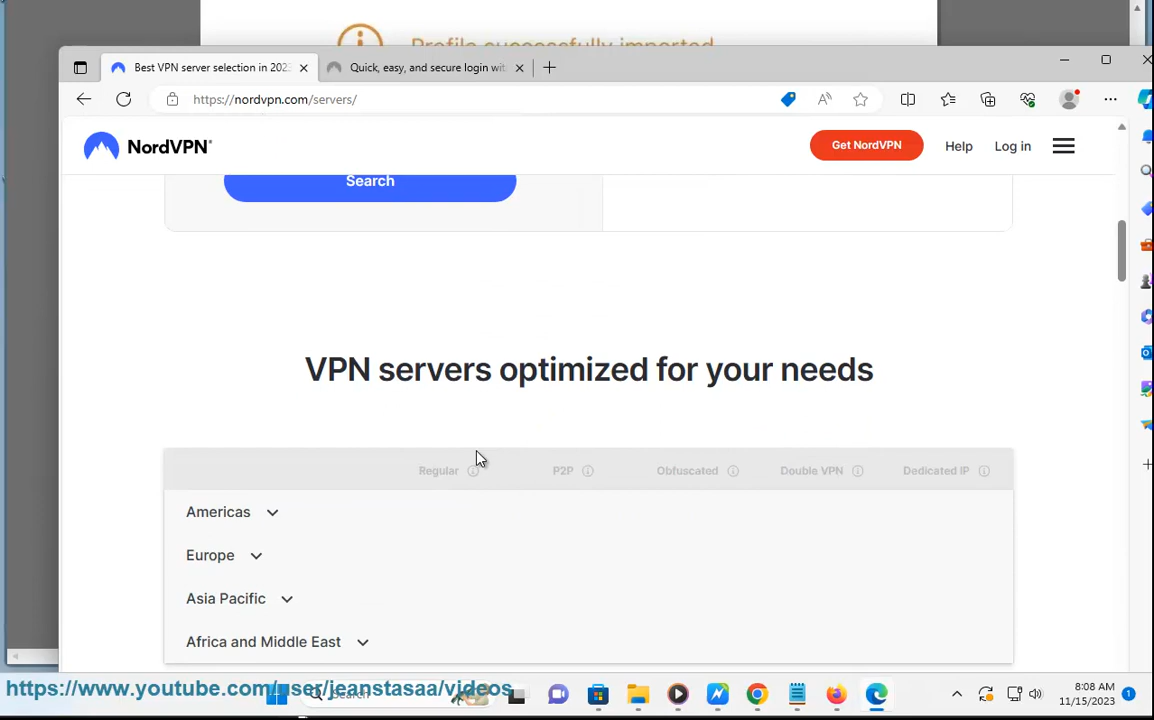 Profile successfully imported
Best VPN server selection in 2023
Quick, easy, and secure login wit
https://nordvpn.com/servers/
NordVPN®
Get NordVPN
Help
Log in
Search
VPN servers optimized for your needs
Regular
P2P
Obfuscated
Double VPN
Dedicated IP
Americas
Europe
Asia Pacific
Africa and Middle East
https://www.youtube.com/user/jeanstasaa/videos
Search
8:08 AM
11/15/2023
1